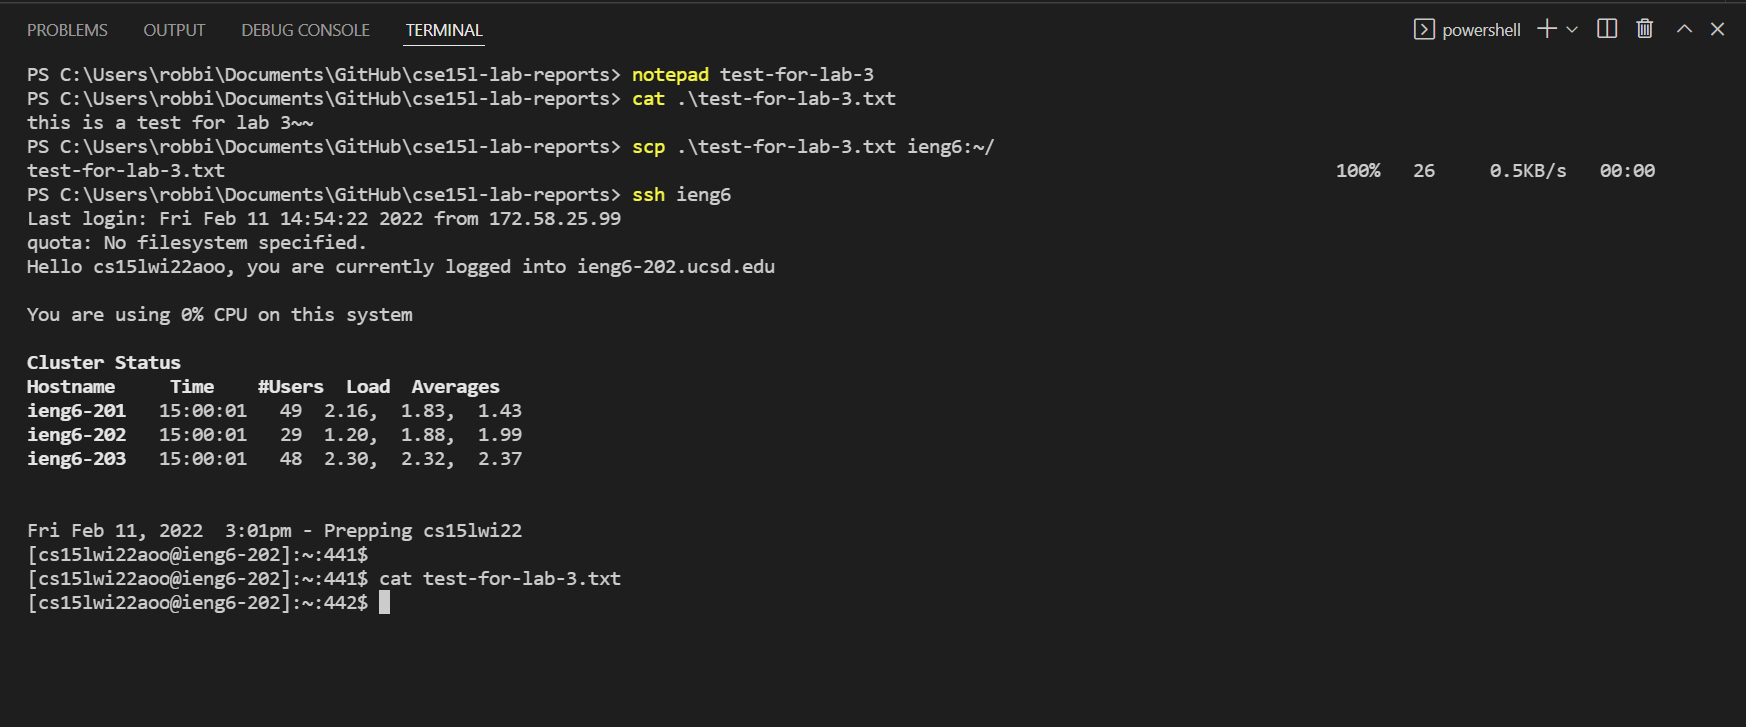 PROBLEMS OUTPUT DEBUG CONSOLE TERMINAL powershell
PS C:\Users\robbi\Documents\GitHub\cse15l-lab-reports> notepad test-for-lab-3
PS C:\Users\robbi\Documents\GitHub\cse15l-lab-reports> cat .\test-for-lab-3.txt
this is a test for lab 3~~
PS C:\Users\robbi\Documents\GitHub\cse15l-lab-reports> scp .\test-for-lab-3.txt ieng6:~/
test-for-lab-3.txt 100% 26 0.5KB/s 00:00
PS C:\Users\robbi\Documents\GitHub\cse15l-lab-reports> ssh ieng6
Last login: Fri Feb 11 14:54:22 2022 from 172.58.25.99
quota: No filesystem specified.
Hello cs15lwi22aoo, you are currently logged into ieng6-202.ucsd.edu
You are using 0% CPU on this system
Cluster Status
Hostname Time #Users Load Averages
ieng6-201 15:00:01 49 2.16, 1.83, 1.43
ieng6-202 15:00:01 29 1.20, 1.88, 1.99
ieng6-203 15:00:01 48 2.30, 2.32, 2.37
Fri Feb 11, 2022 3:01pm - Prepping cs15lwi22
[cs15lwi22aoo@ieng6-202]:~:441$
[cs15lwi22aoo@ieng6-202]:~:441$ cat test-for-lab-3.txt
[cs15lwi22aoo@ieng6-202]:~:442$